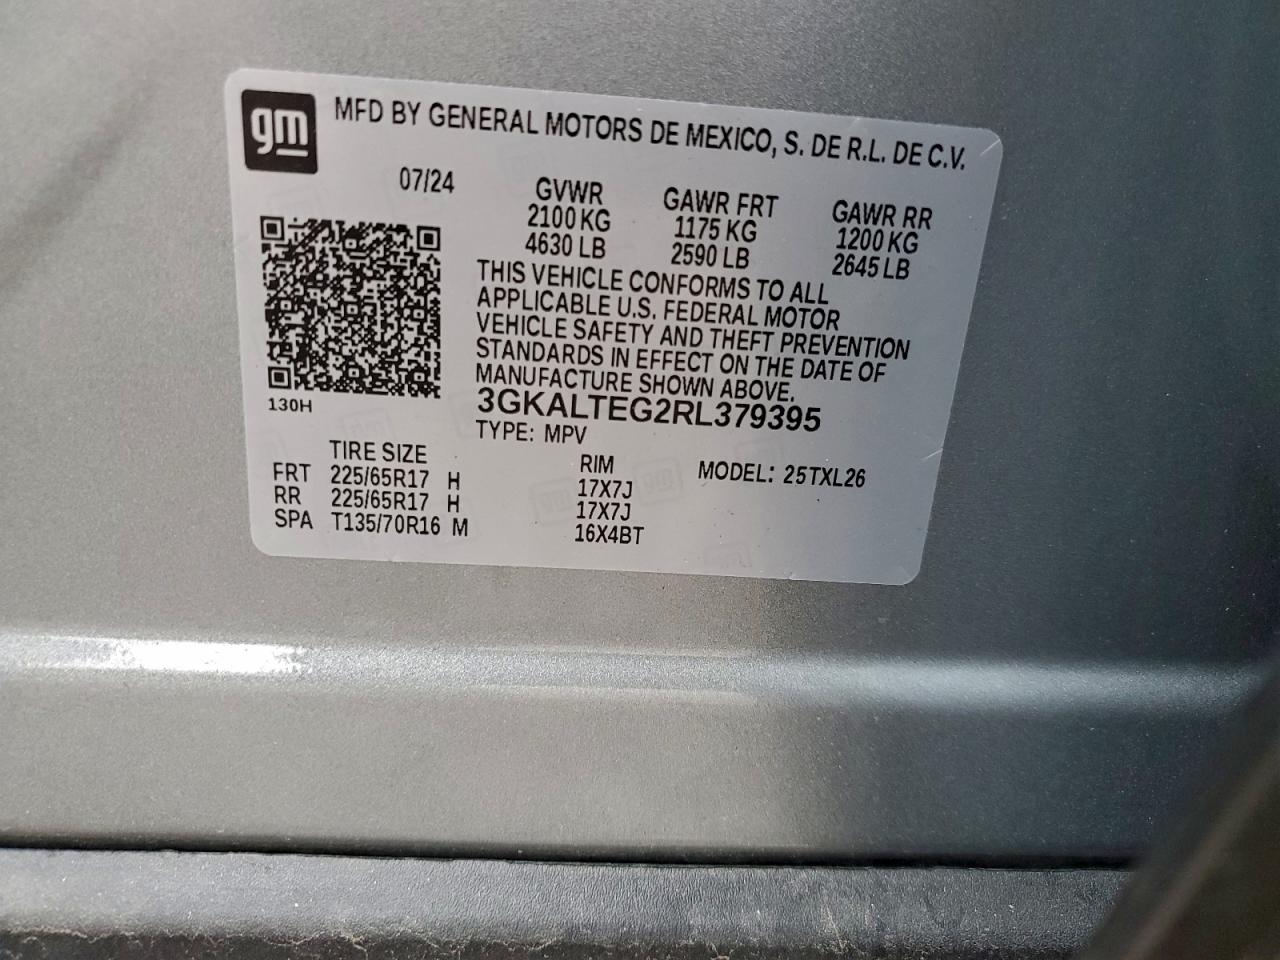 gm
MFD BY GENERAL MOTORS DE MEXICO, S. DE R.L. DE C.V.
07/24
GVWR GAWR FRT GAWR RR
2100 KG 1175 KG 1200 KG
4630 LB 2590 LB 2645 LB
THIS VEHICLE CONFORMS TO ALL
APPLICABLE U.S. FEDERAL MOTOR
VEHICLE SAFETY AND THEFT PREVENTION
STANDARDS IN EFFECT ON THE DATE OF
MANUFACTURE SHOWN ABOVE.
130H
3GKALTEG2RL379395
TYPE: MPV
TIRE SIZE RIM MODEL: 25TXL26
FRT 225/65R17 H 17X7J
RR 225/65R17 H 17X7J
SPA T135/70R16 M 16X4BT